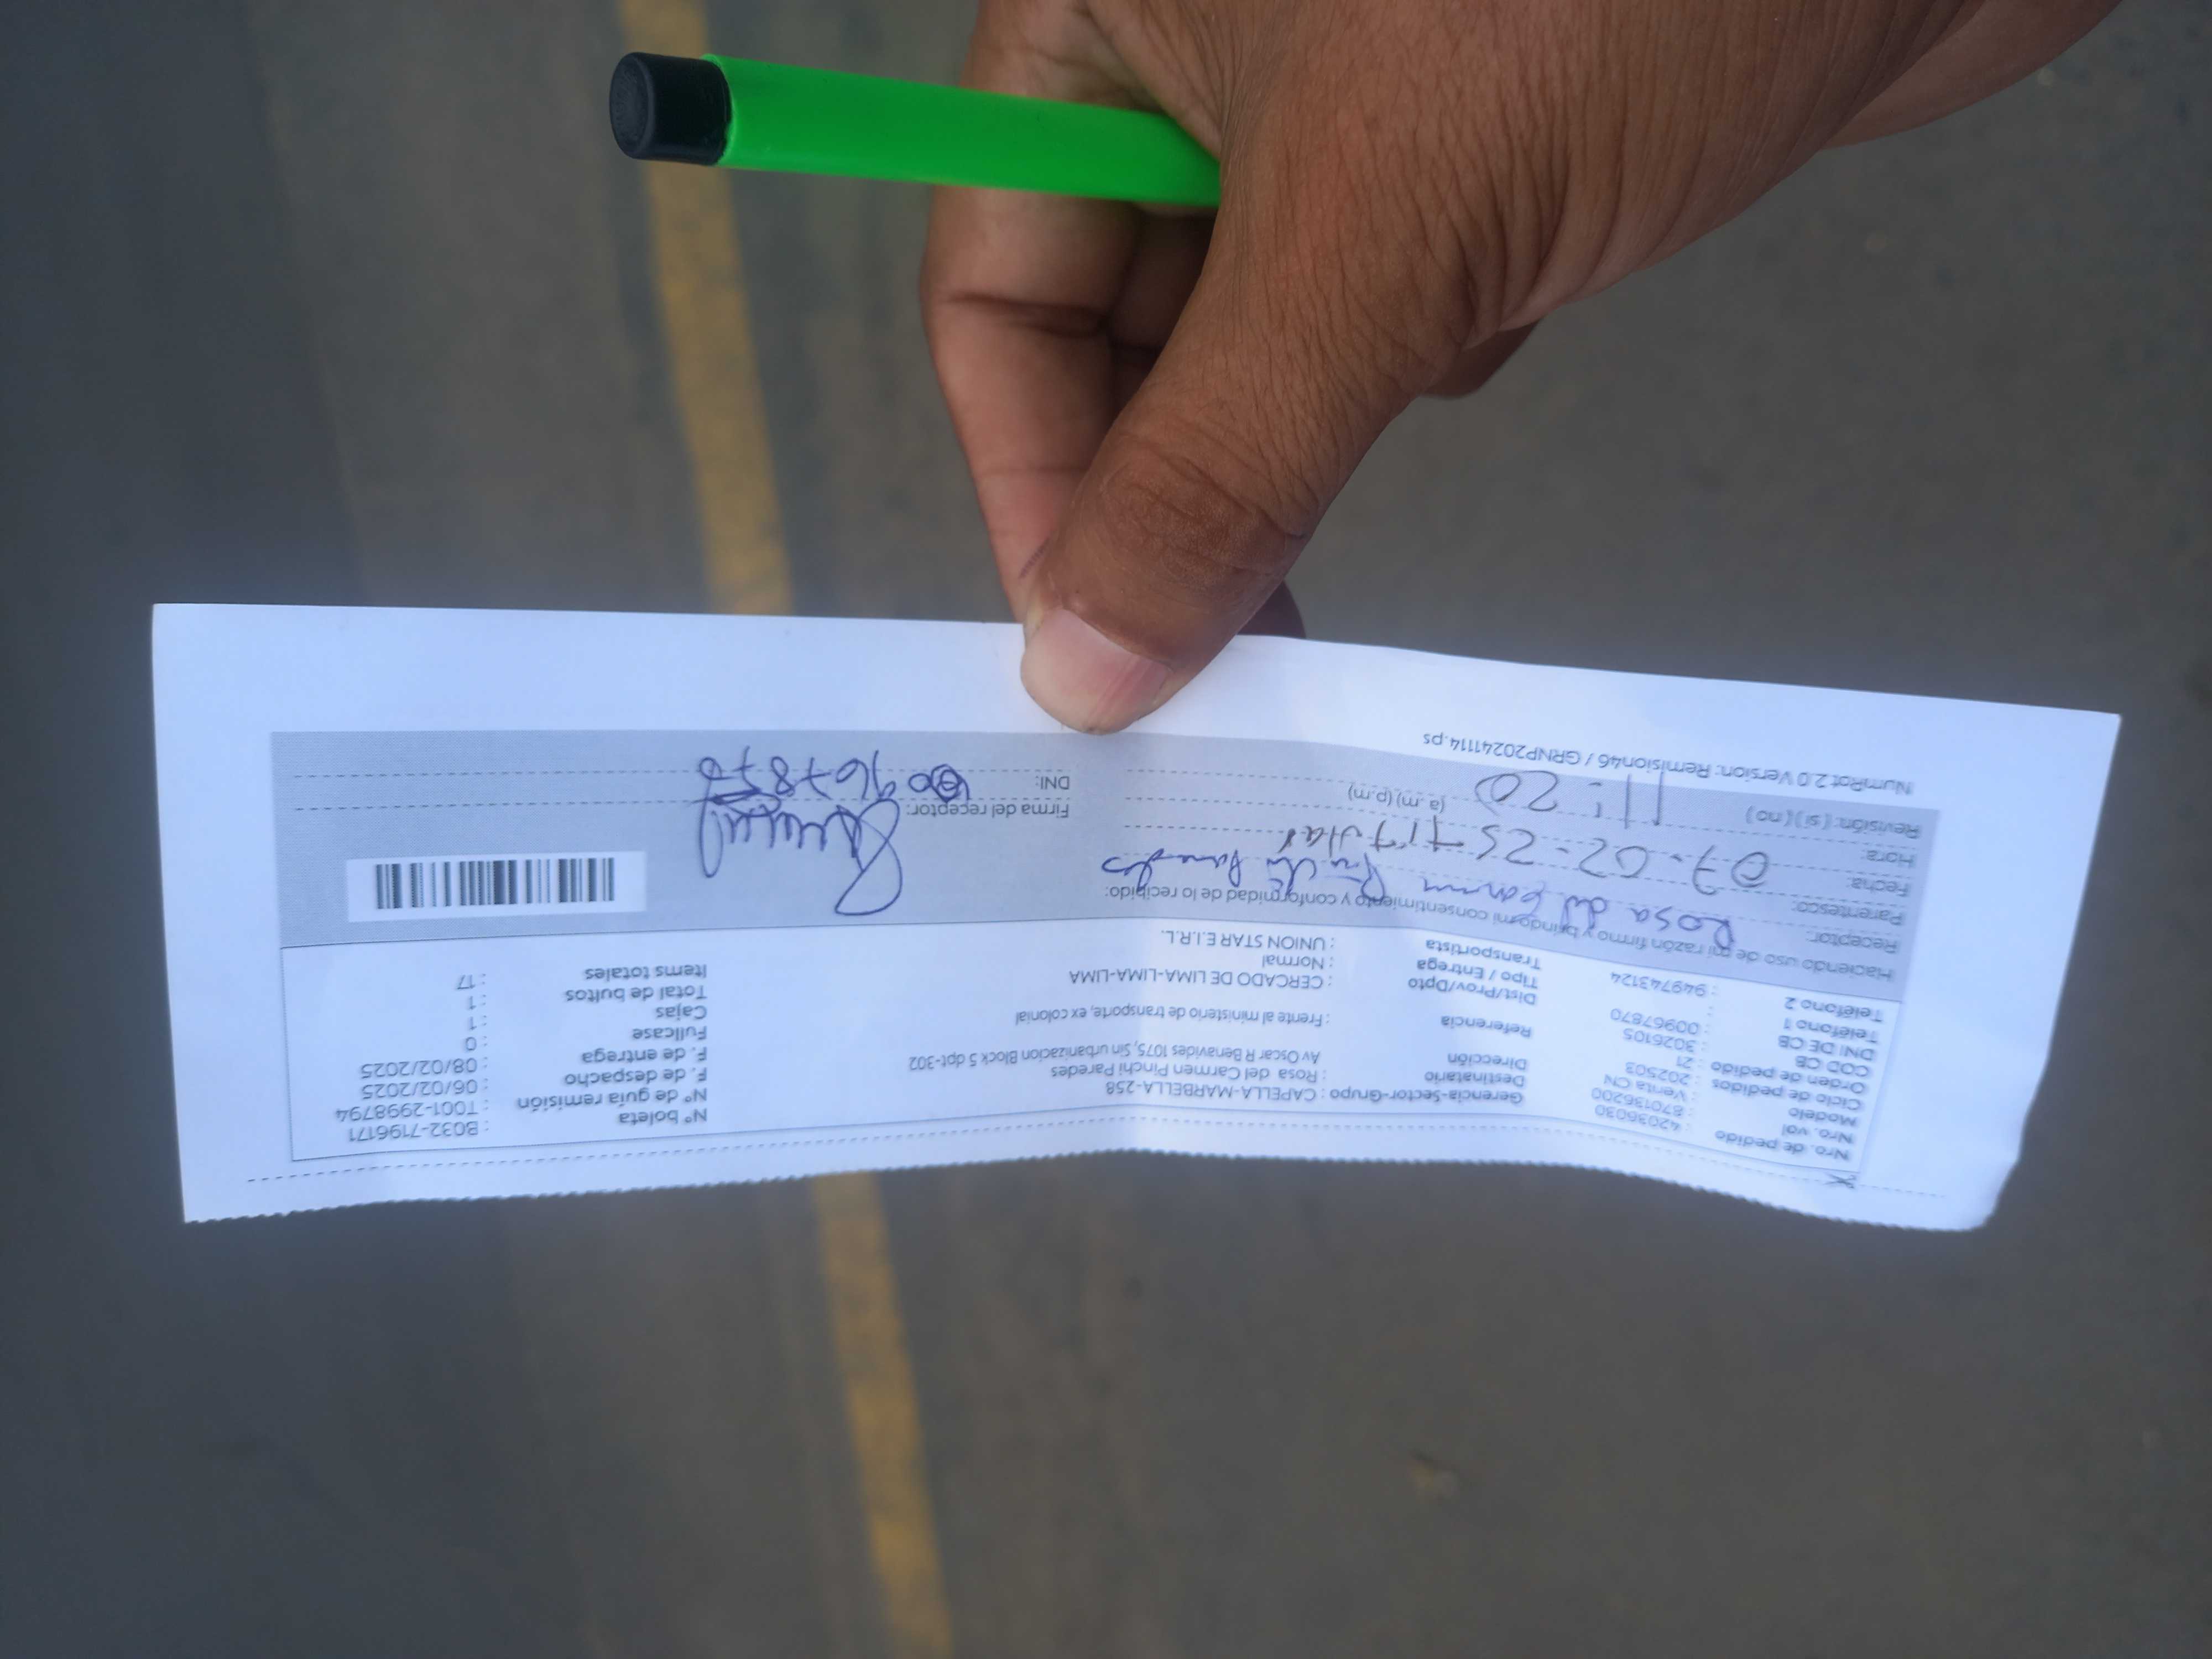 Nro. de pedido : 42036030
Nro. vol : 870136200
Modelo : Venta CN
Ciclo de pedidos : 202503
Orden de pedido : 21
COD CB : 3026105
DNI DE CB : 00967870
Teléfono 1 :
Teléfono 2 : 949743124
Gerencia-Sector-Grupo : CAPELLA-MARBELLA-258
Destinatario : Rosa del Carmen Pinchi Paredes
Dirección Av Oscar R Benavides 1075, Sin urbanizacion Block 5 dpt-302
Referencia : Frente al ministerio de transporte, ex colonial
Dist/Prov/Dpto : CERCADO DE LIMA-LIMA-LIMA
Tipo / Entrega : Normal
Transportista : UNION STAR E.I.R.L.
N° boleta : B032-7196171
N° de guía remisión : T001-2998794
F. de despacho : 06/02/2025
F. de entrega : 08/02/2025
Fullcase : 0
Cajas : 1
Total de bultos : 1
Items totales : 17
Haciendo uso de mi razón firmo y brindo mi consentimiento y conformidad de lo recibido:
Receptor: Rosa del Carmen Pinchi Paredes
Parentesco: titular
Fecha: 07-02-25
Hora: 11:20 (a.m) (p.m)
Revisión: ( si ) ( no )
Firma del receptor:
DNI:
NumRot 2.0 Version: Remision46 / GRNP20241114.ps